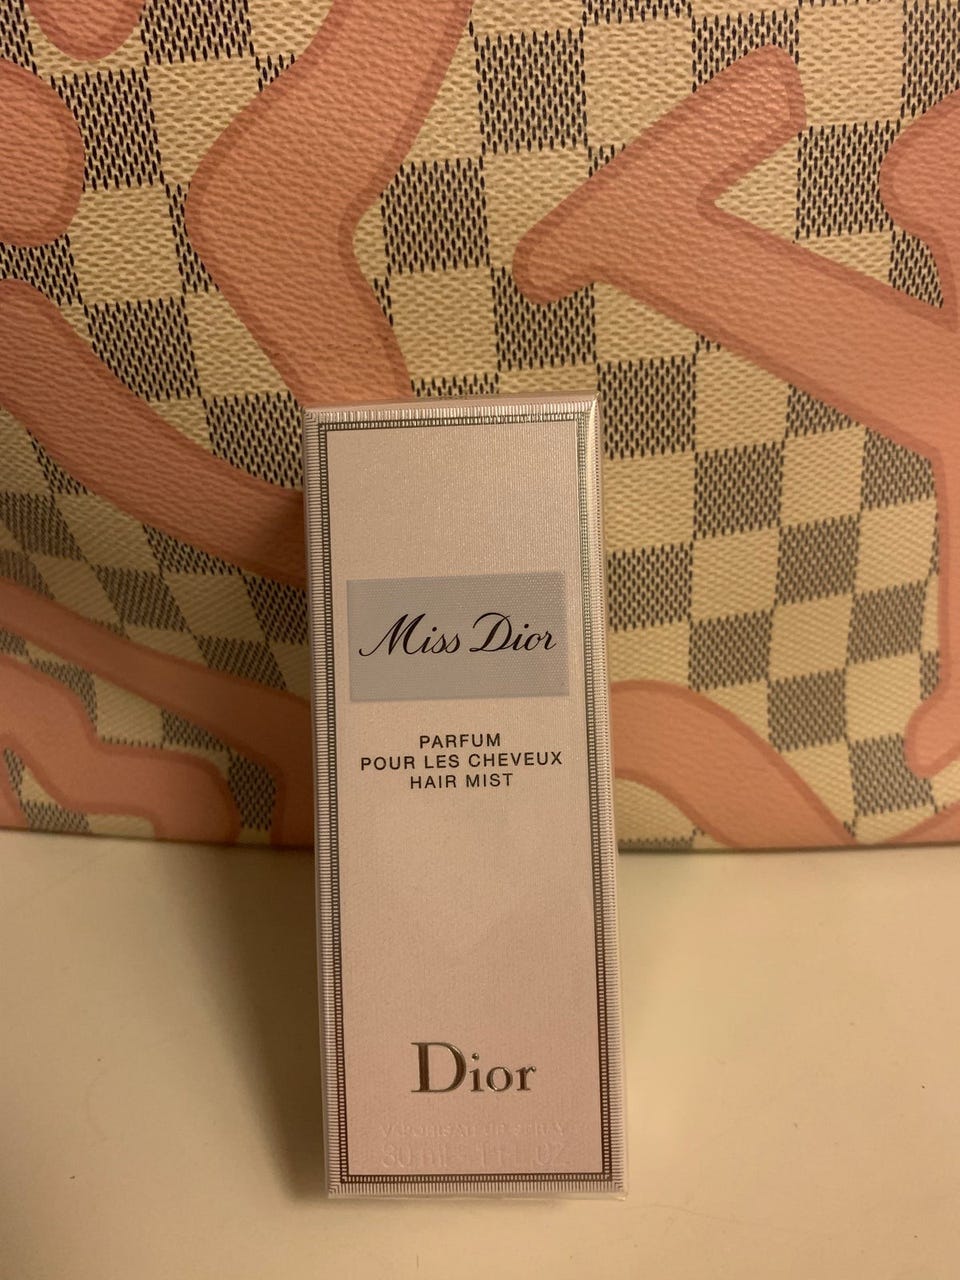 Miss Dior
PARFUM
POUR LES CHEVEUX
HAIR MIST
Dior
VAPORISATEUR SPRAY
30 ml 1 FL. OZ